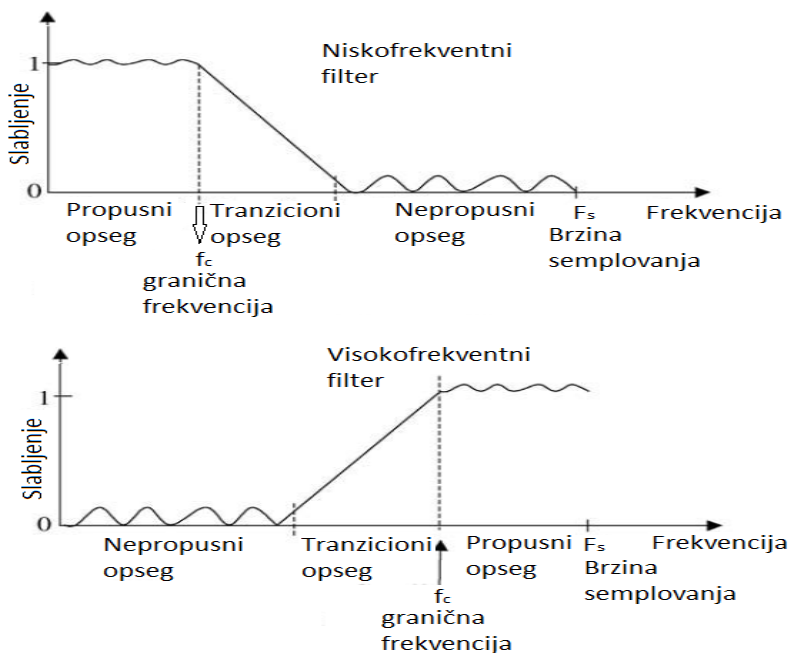 Niskofrekventni
filter
Slabljenje
1
0
Propusni
opseg
Tranzicioni
opseg
Nepropusni
opseg
Fs
Brzina
semplovanja
Frekvencija
fc
granična
frekvencija
Visokofrekventni
filter
Slabljenje
1
0
Nepropusni
opseg
Tranzicioni
opseg
Propusni
opseg
Fs
Brzina
semplovanja
Frekvencija
fc
granična
frekvencija